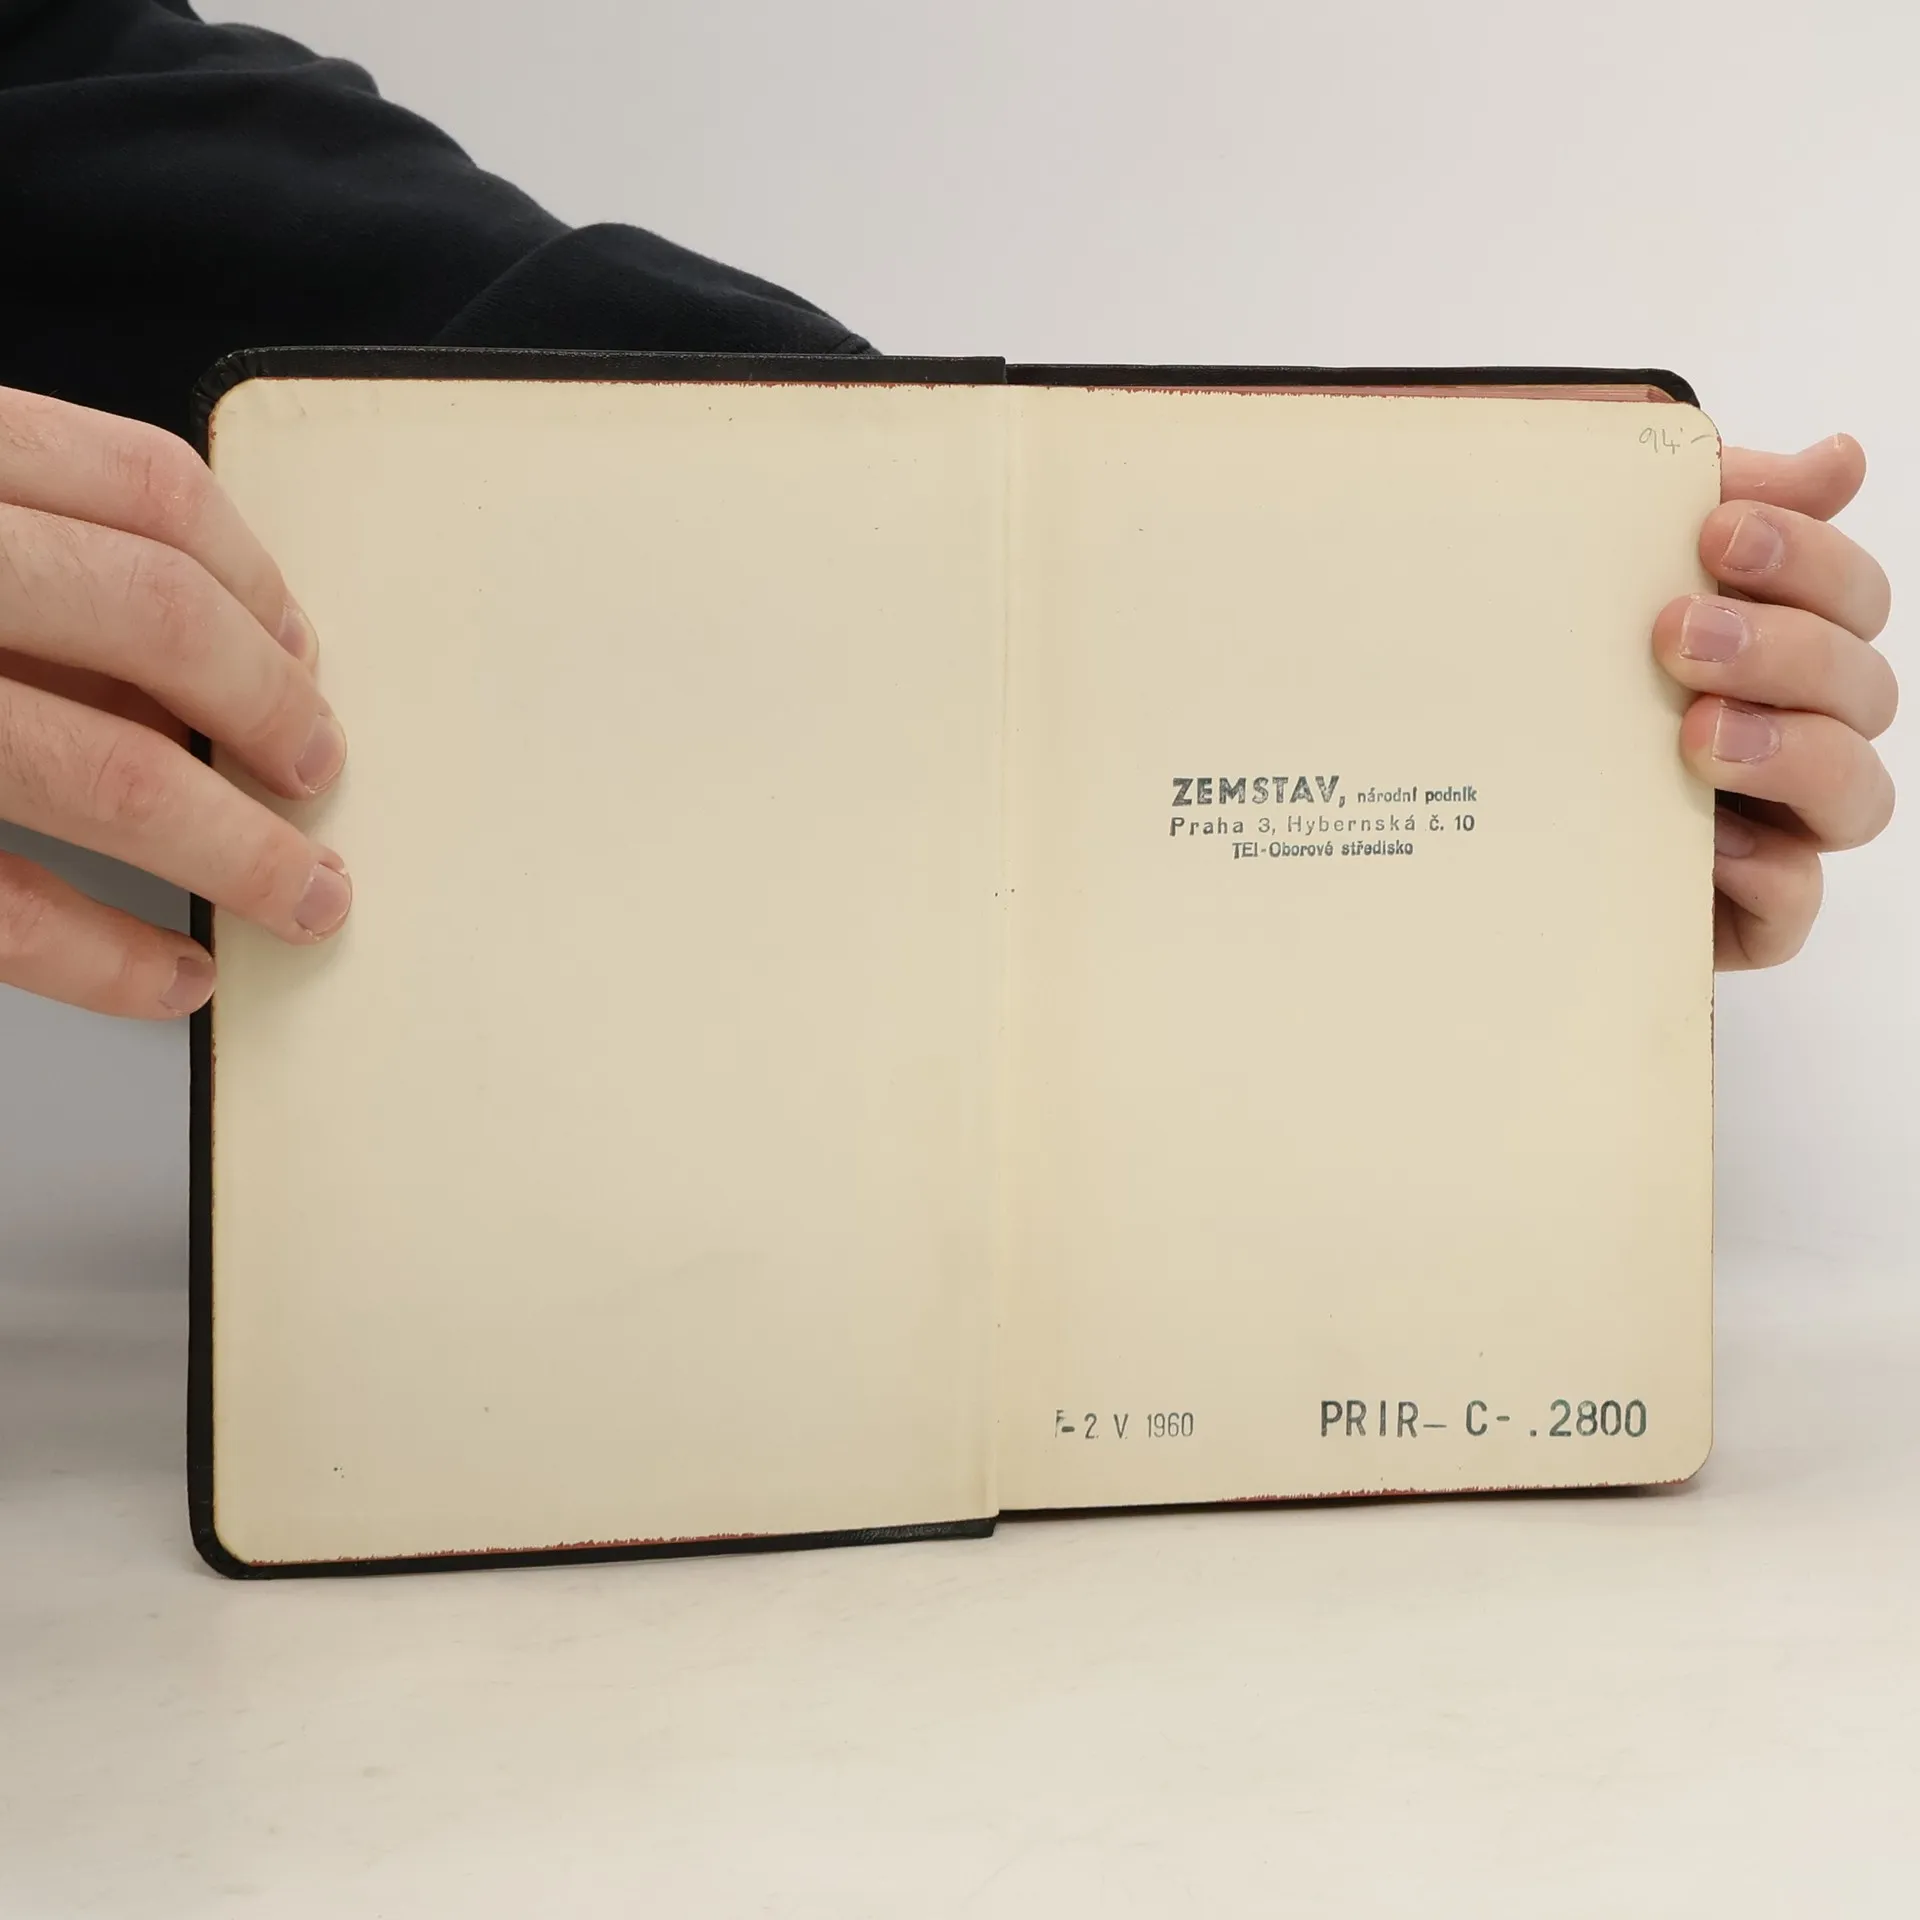 94.-
ZEMSTAV, národní podnik
Praha 3, Hybernská č. 10
TEI-Oborové středisko
- 2. V. 1960
PRIR- C- .2800